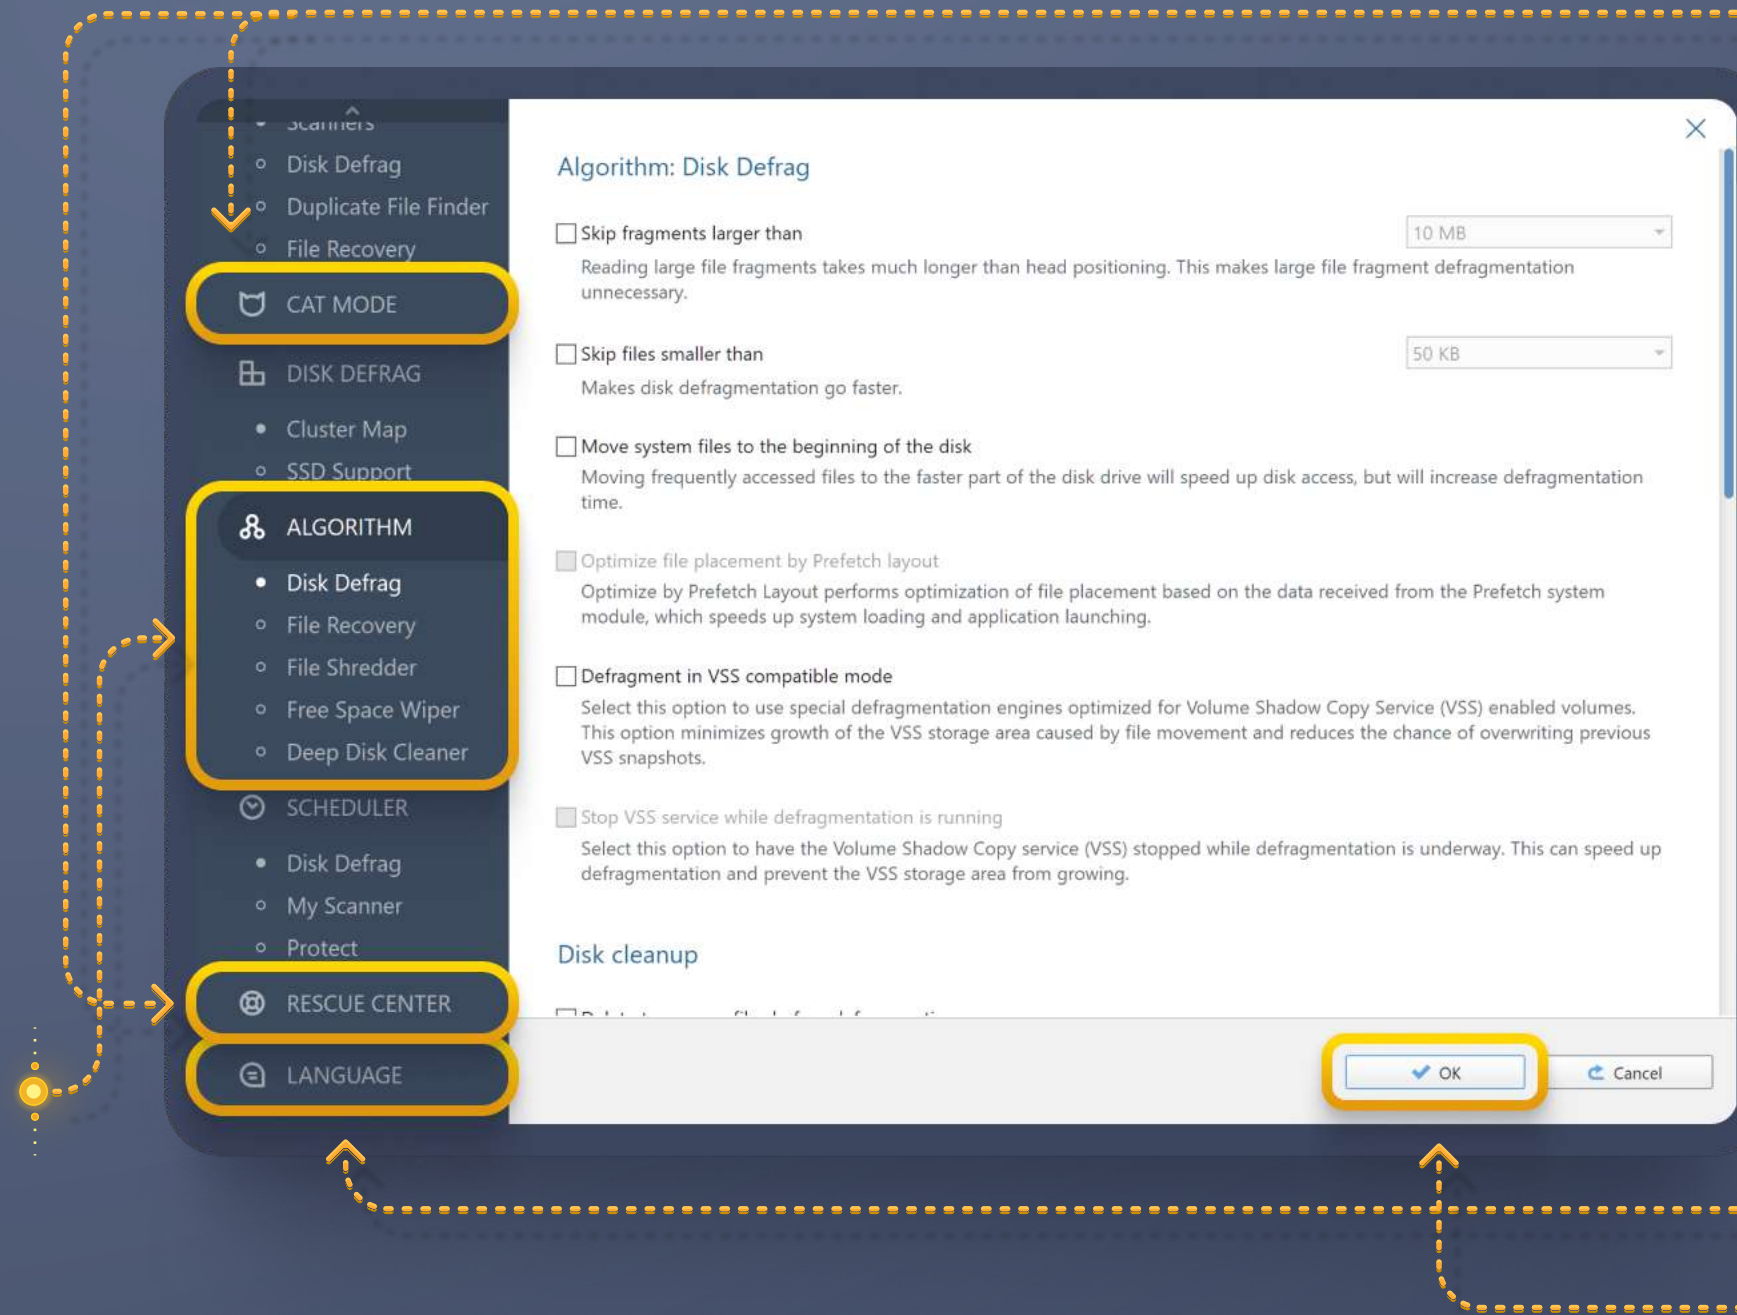 Scanners
Disk Defrag
Duplicate File Finder
File Recovery
CAT MODE
DISK DEFRAG
Cluster Map
SSD Support
ALGORITHM
Disk Defrag
File Recovery
File Shredder
Free Space Wiper
Deep Disk Cleaner
SCHEDULER
Disk Defrag
My Scanner
Protect
RESCUE CENTER
LANGUAGE
Algorithm: Disk Defrag
Skip fragments larger than
10 MB
Reading large file fragments takes much longer than head positioning. This makes large file fragment defragmentation
unnecessary.
Skip files smaller than
50 KB
Makes disk defragmentation go faster.
Move system files to the beginning of the disk
Moving frequently accessed files to the faster part of the disk drive will speed up disk access, but will increase defragmentation
time.
Optimize file placement by Prefetch layout
Optimize by Prefetch Layout performs optimization of file placement based on the data received from the Prefetch system
module, which speeds up system loading and application launching.
Defragment in VSS compatible mode
Select this option to use special defragmentation engines optimized for Volume Shadow Copy Service (VSS) enabled volumes.
This option minimizes growth of the VSS storage area caused by file movement and reduces the chance of overwriting previous
VSS snapshots.
Stop VSS service while defragmentation is running
Select this option to have the Volume Shadow Copy service (VSS) stopped while defragmentation is underway. This can speed up
defragmentation and prevent the VSS storage area from growing.
Disk cleanup
OK
Cancel